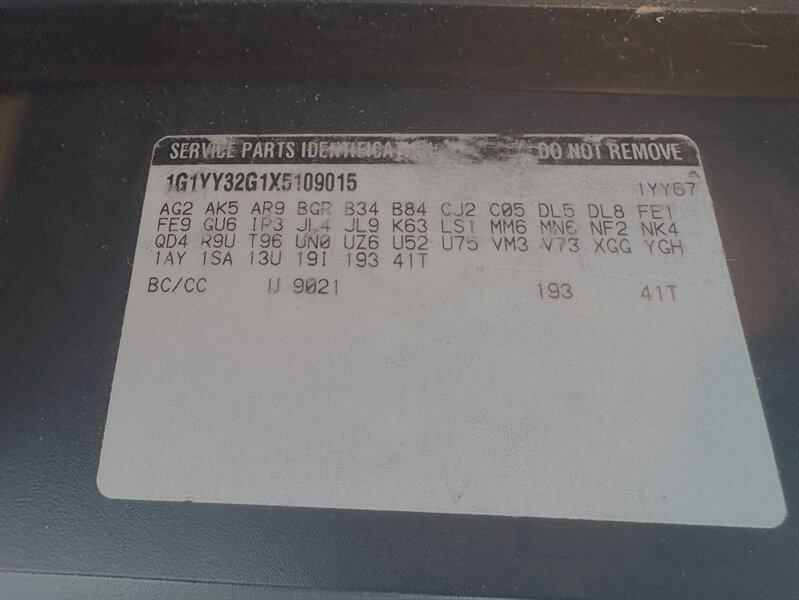 SERVICE PARTS IDENTIFICAT DO NOT REMOVE
1G1YY32G1X5109015 1YY67
AG2 AK5 AR9 BGR B34 B84 CJ2 C05 DL5 DL8 FE1
FE9 GU6 IP3 JL4 JL9 K63 LS1 MM6 MN6 NF2 NK4
QD4 R9U T96 UN0 UZ6 U52 U75 VM3 V73 XGG YGH
1AY 1SA 13U 19I 193 41T
BC/CC U 9021 193 41T